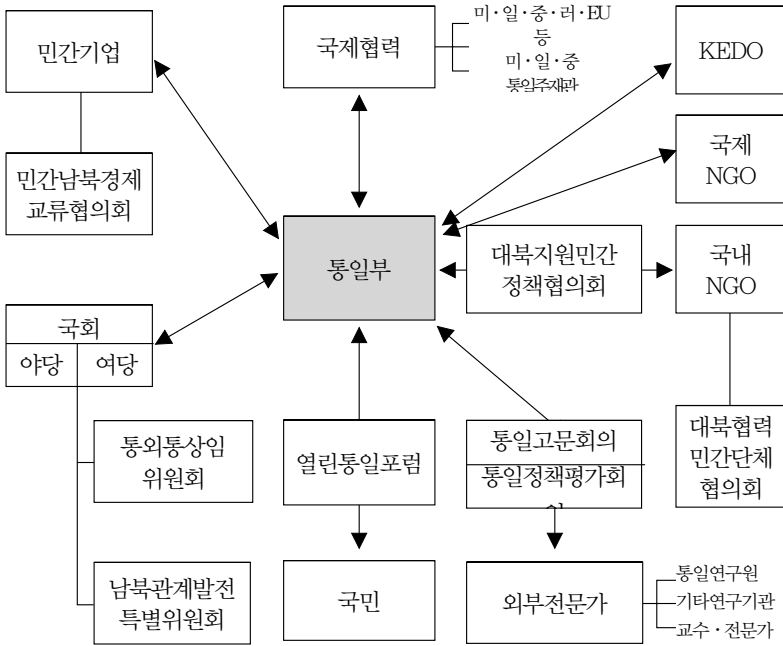 민간기업
국제협력
미·일·중·러·EU
등
미·일·중
통일주재관
KEDO
민간남북경제
교류협의회
국제
NGO
통일부
대북지원민간
정책협의회
국내
NGO
국회
야당 여당
통외통상임
위원회
열린통일포럼
통일고문회의
통일정책평가회
대북협력
민간단체
협의회
남북관계발전
특별위원회
국민
외부전문가
통일연구원
기타연구기관
교수·전문가